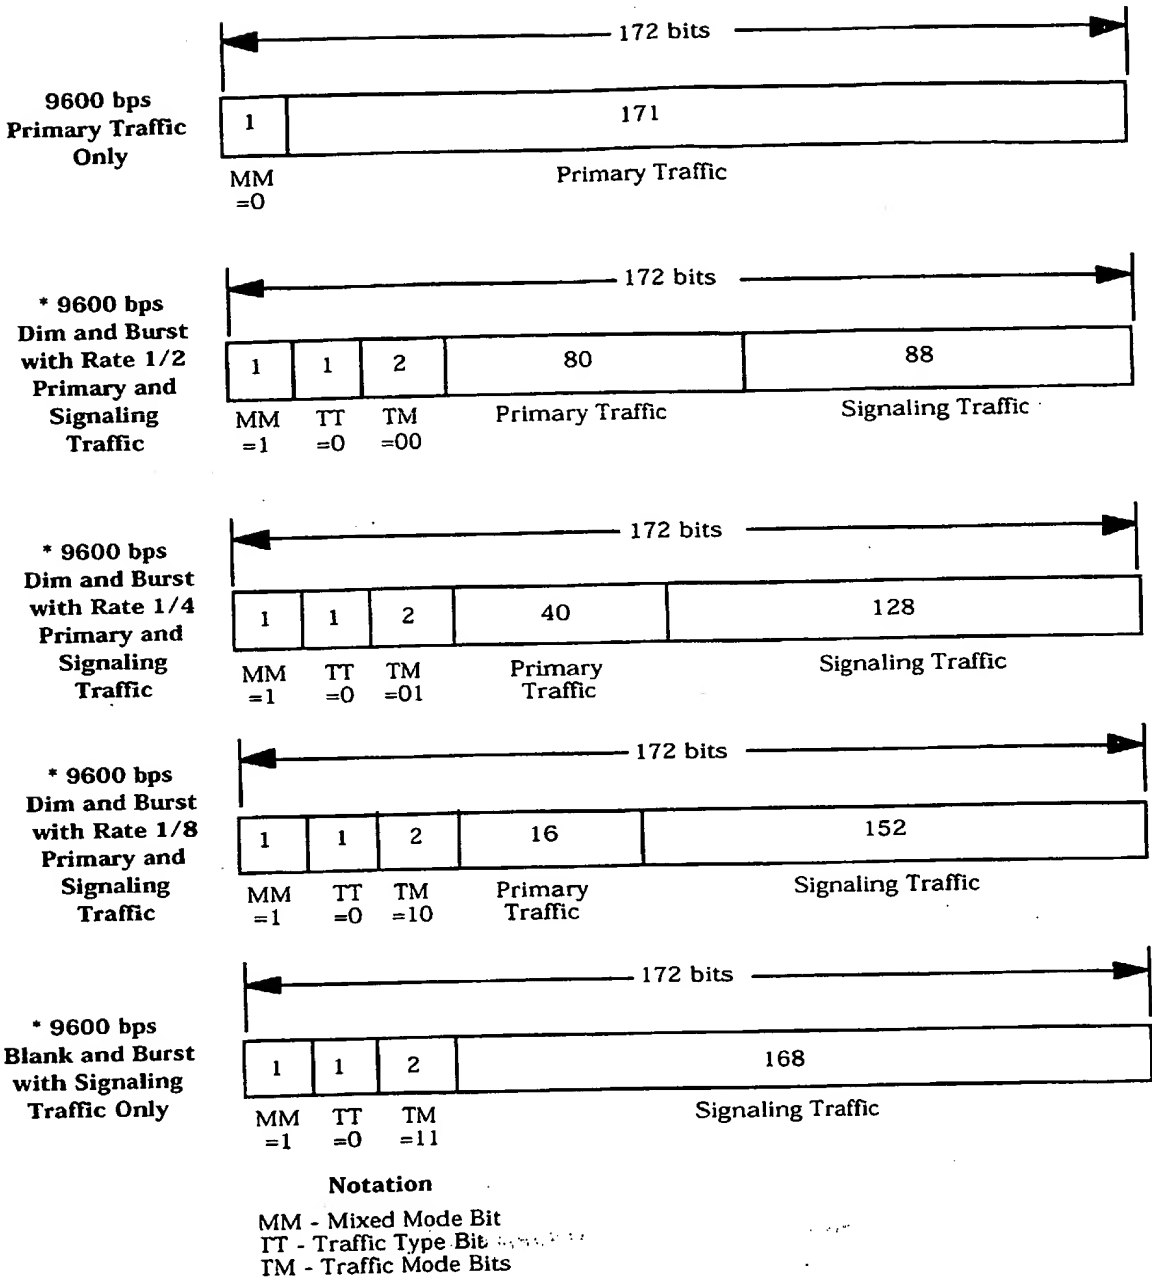 172 bits
9600 bps
Primary Traffic
Only
1
171
MM
=0
Primary Traffic
172 bits
* 9600 bps
Dim and Burst
with Rate 1/2
Primary and
Signaling
Traffic
1
1
2
80
88
MM
=1
TT
=0
TM
=00
Primary Traffic
Signaling Traffic
172 bits
* 9600 bps
Dim and Burst
with Rate 1/4
Primary and
Signaling
Traffic
1
1
2
40
128
MM
=1
TT
=0
TM
=01
Primary
Traffic
Signaling Traffic
172 bits
* 9600 bps
Dim and Burst
with Rate 1/8
Primary and
Signaling
Traffic
1
1
2
16
152
MM
=1
TT
=0
TM
=10
Primary
Traffic
Signaling Traffic
172 bits
* 9600 bps
Blank and Burst
with Signaling
Traffic Only
1
1
2
168
MM
=1
TT
=0
TM
=11
Signaling Traffic
Notation
MM - Mixed Mode Bit
TT - Traffic Type Bit
TM - Traffic Mode Bits